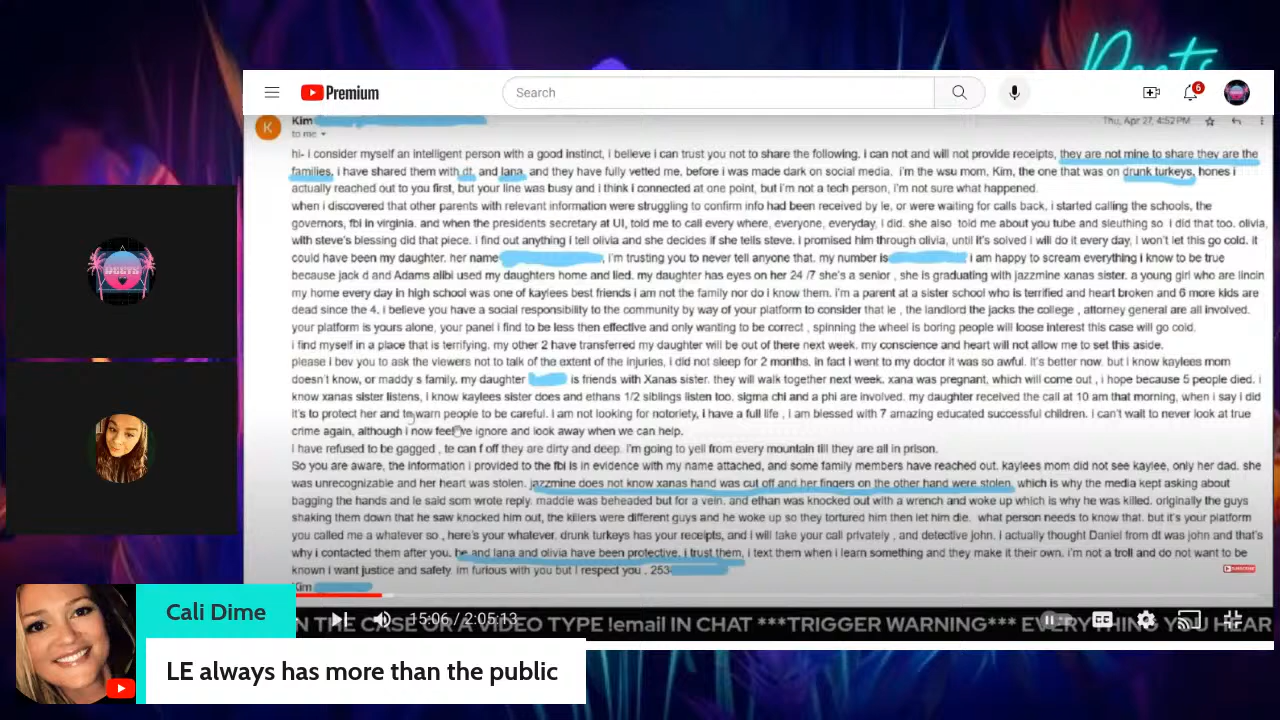 Premium
Search
6
K
Kim
to me
Thu, Apr 27, 4:52 PM
hi- i consider myself an intelligent person with a good instinct, i believe i can trust you not to share the following. i can not and will not provide receipts, they are not mine to share they are the
families, i have shared them with dt, and lana, and they have fully vetted me, before i was made dark on social media. i'm the wsu mom, Kim, the one that was on drunk turkeys, hones i
actually reached out to you first, but your line was busy and i think i connected at one point, but i'm not a tech person, i'm not sure what happened.
when i discovered that other parents with relevant information were struggling to confirm info had been received by le, or were waiting for calls back, i started calling the schools, the
governors, fbi in virginia. and when the presidents secretary at UI, told me to call every where, everyone, everyday, i did. she also told me about you tube and sleuthing so i did that too. olivia,
with steve's blessing did that piece. i find out anything i tell olivia and she decides if she tells steve. i promised him through olivia, until it's solved i will do it every day, i won't let this go cold. it
could have been my daughter. her name i'm trusting you to never tell anyone that. my number is i am happy to scream everything i know to be true
because jack d and Adams alibi used my daughters home and lied. my daughter has eyes on her 24 /7 she's a senior , she is graduating with jazzmine xanas sister. a young girl who are lincin
my home every day in high school was one of kaylees best friends i am not the family nor do i know them. i'm a parent at a sister school who is terrified and heart broken and 6 more kids are
dead since the 4. i believe you have a social responsibility to the community by way of your platform to consider that le , the landlord the jacks the college , attorney general are all involved.
your platform is yours alone, your panel i find to be less then effective and only wanting to be correct , spinning the wheel is boring people will loose interest this case will go cold.
i find myself in a place that is terrifying. my other 2 have transferred my daughter will be out of there next week. my conscience and heart will not allow me to set this aside.
please i bev you to ask the viewers not to talk of the extent of the injuries, i did not sleep for 2 months. in fact i went to my doctor it was so awful. it's better now. but i know kaylees mom
doesn't know, or maddy s family. my daughter is friends with Xanas sister. they will walk together next week. xana was pregnant, which will come out , i hope because 5 people died. i
know xanas sister listens, i know kaylees sister does and ethans 1/2 siblings listen too. sigma chi and a phi are involved. my daughter received the call at 10 am that morning, when i say i did
it's to protect her and to warn people to be careful. i am not looking for notoriety, i have a full life , i am blessed with 7 amazing educated successful children. i can't wait to never look at true
crime again, although i now feel we ignore and look away when we can help.
I have refused to be gagged , te can f off they are dirty and deep. i'm going to yell from every mountain till they are all in prison.
So you are aware, the information i provided to the fbi is in evidence with my name attached, and some family members have reached out. kaylees mom did not see kaylee, only her dad. she
was unrecognizable and her heart was stolen. jazzmine does not know xanas hand was cut off and her fingers on the other hand were stolen, which is why the media kept asking about
bagging the hands and le said som wrote reply. maddie was beheaded but for a vein. and ethan was knocked out with a wrench and woke up which is why he was killed. originally the guys
shaking them down that he saw knocked him out, the killers were different guys and he woke up so they tortured him then let him die. what person needs to know that. but it's your platform
you called me a whatever so , here's your whatever. drunk turkeys has your receipts, and i will take your call privately , and detective john. i actually thought Daniel from dt was john and that's
why i contacted them after you. he and lana and olivia have been protective. i trust them, i text them when i learn something and they make it their own. i'm not a troll and do not want to be
known i want justice and safety. im furious with you but I respect you . 253
Kim
SUBSCRIBE
15:06 / 2:05:13
N THE CASE OR A VIDEO TYPE !email IN CHAT ***TRIGGER WARNING*** EVERYTHING YOU HEAR
Cali Dime
LE always has more than the public